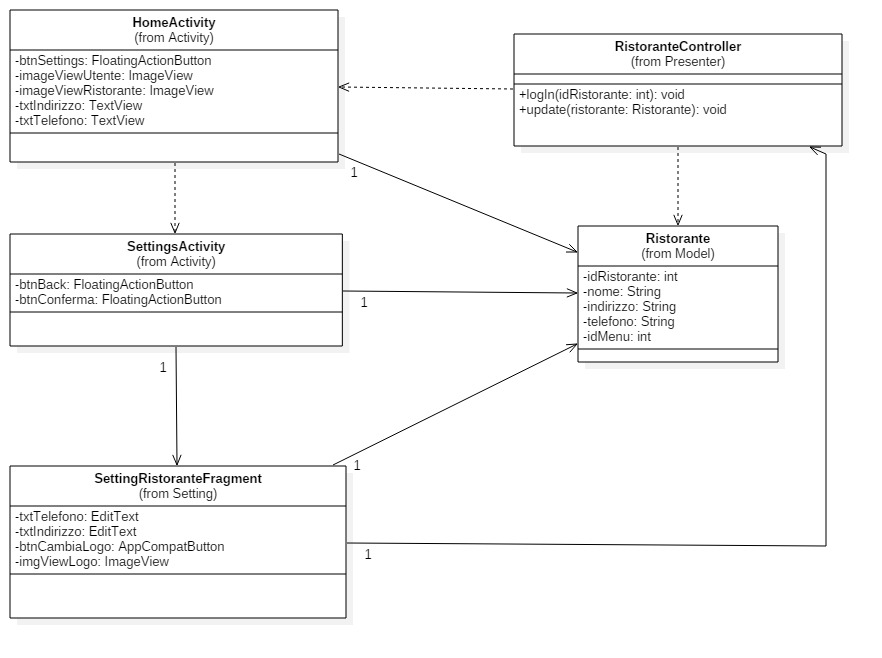 HomeActivity
(from Activity)
-btnSettings: FloatingActionButton
-imageViewUtente: ImageView
-imageViewRistorante: ImageView
-txtIndirizzo: TextView
-txtTelefono: TextView
RistoranteController
(from Presenter)
+logIn(idRistorante: int): void
+update(ristorante: Ristorante): void
1
SettingsActivity
(from Activity)
-btnBack: FloatingActionButton
-btnConferma: FloatingActionButton
1
Ristorante
(from Model)
-idRistorante: int
-nome: String
-indirizzo: String
-telefono: String
-idMenu: int
1
1
SettingRistoranteFragment
(from Setting)
-txtTelefono: EditText
-txtIndirizzo: EditText
-btnCambiaLogo: AppCompatButton
-imgViewLogo: ImageView
1